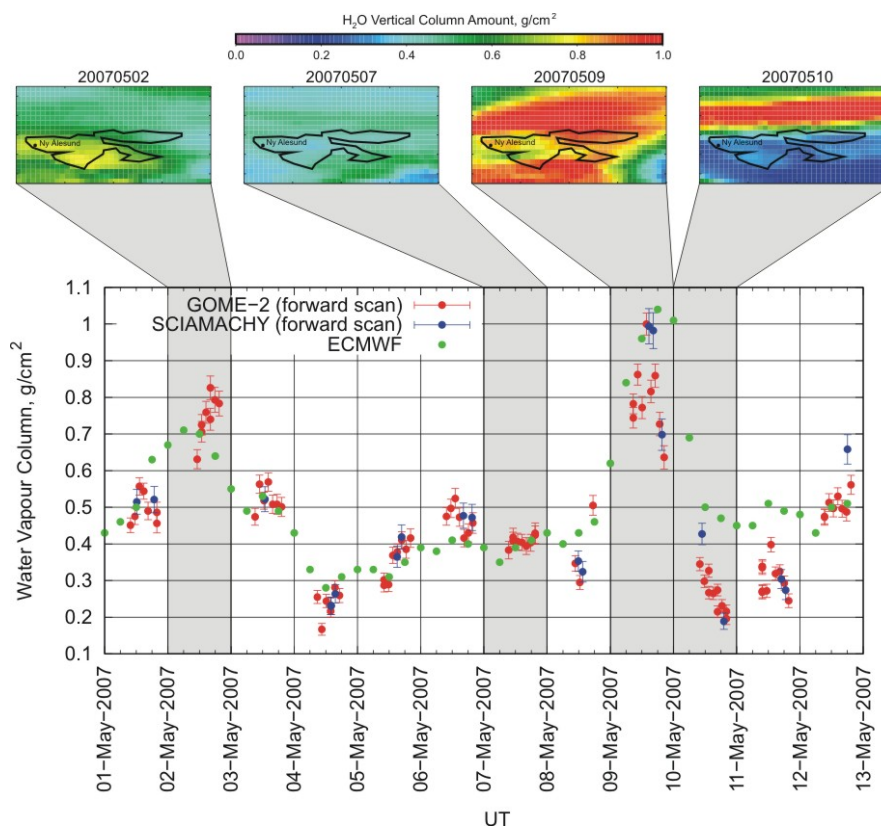 H2O Vertical Column Amount, g/cm2
0.0 0.2 0.4 0.6 0.8 1.0
20070502 20070507 20070509 20070510
Ny Alesund Ny Alesund Ny Alesund Ny Alesund
GOME-2 (forward scan)
SCIAMACHY (forward scan)
ECMWF
Water Vapour Column, g/cm2
1.1
1
0.9
0.8
0.7
0.6
0.5
0.4
0.3
0.2
0.1
01-May-2007
02-May-2007
03-May-2007
04-May-2007
05-May-2007
06-May-2007
07-May-2007
08-May-2007
09-May-2007
10-May-2007
11-May-2007
12-May-2007
13-May-2007
UT